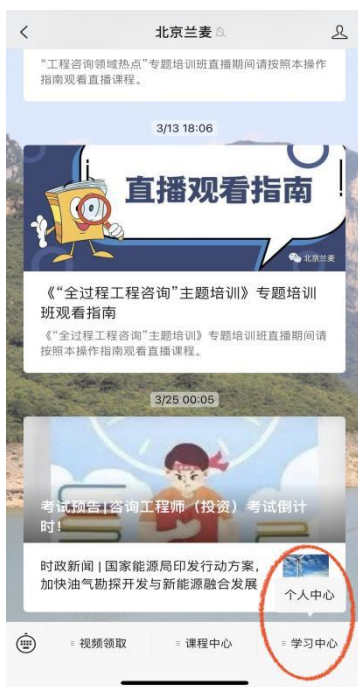 北京兰麦
“工程咨询领域热点”专题培训班直播期间请按照本操作
指南观看直播课程。
3/13 18:06
直播观看指南
北京兰麦
《“全过程工程咨询”主题培训》专题培训
班观看指南
《“全过程工程咨询”主题培训》专题培训班直播期间请
按照本操作指南观看直播课程。
3/25 00:05
考试预告|咨询工程师（投资）考试倒计
时！
时政新闻 | 国家能源局印发行动方案，
加快油气勘探开发与新能源融合发展
个人中心
视频领取
课程中心
学习中心